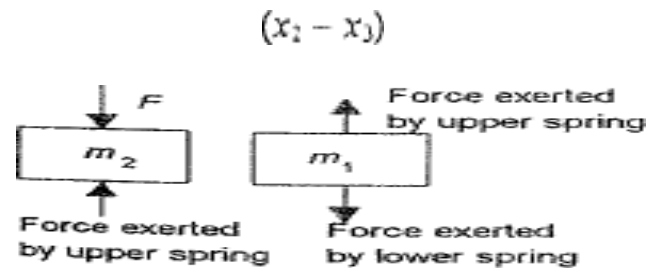 (x₂ − x₃)
F
m₂
Force exerted
by upper spring
m₁
Force exerted
by upper spring
Force exerted
by lower spring